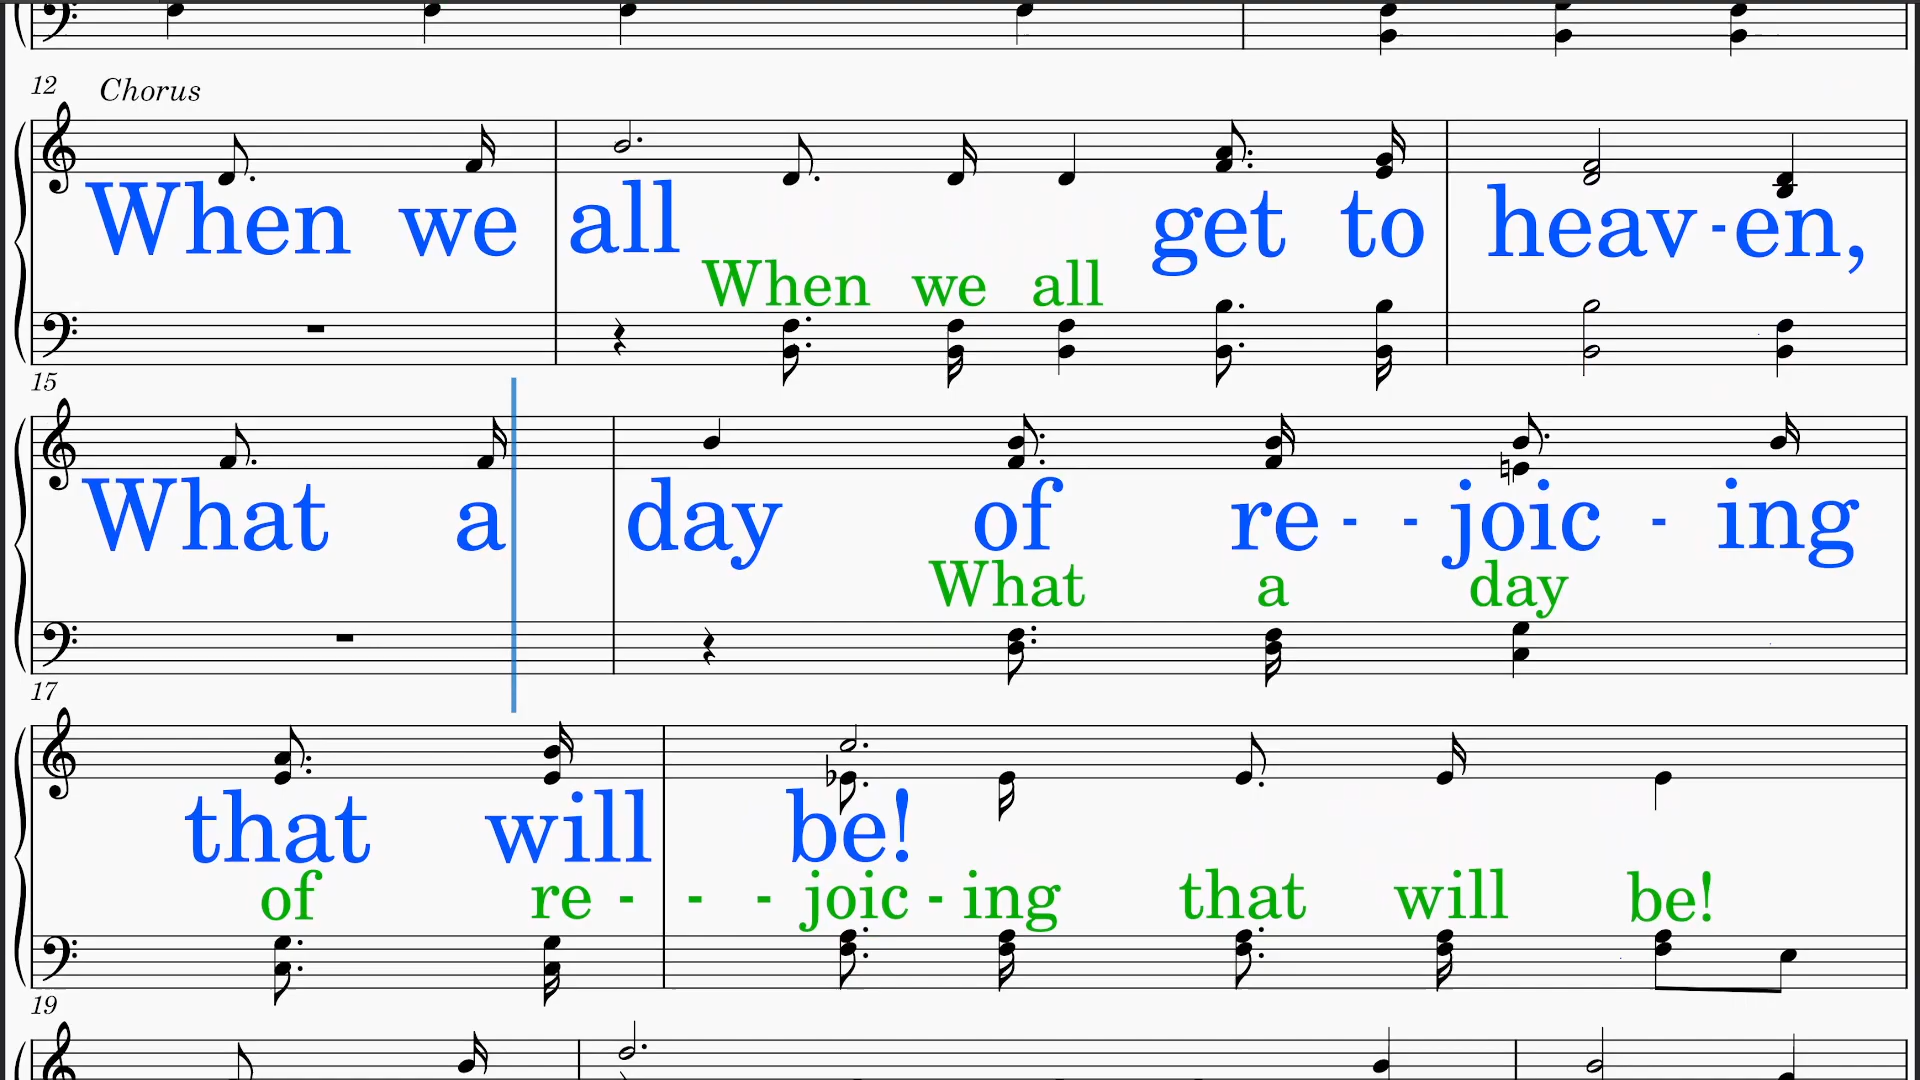 12 Chorus
When we all get to heav-en,
When we all
15
What a day of re - - joic - ing
What a day
17
that will be!
of re - - - joic - ing that will be!
19